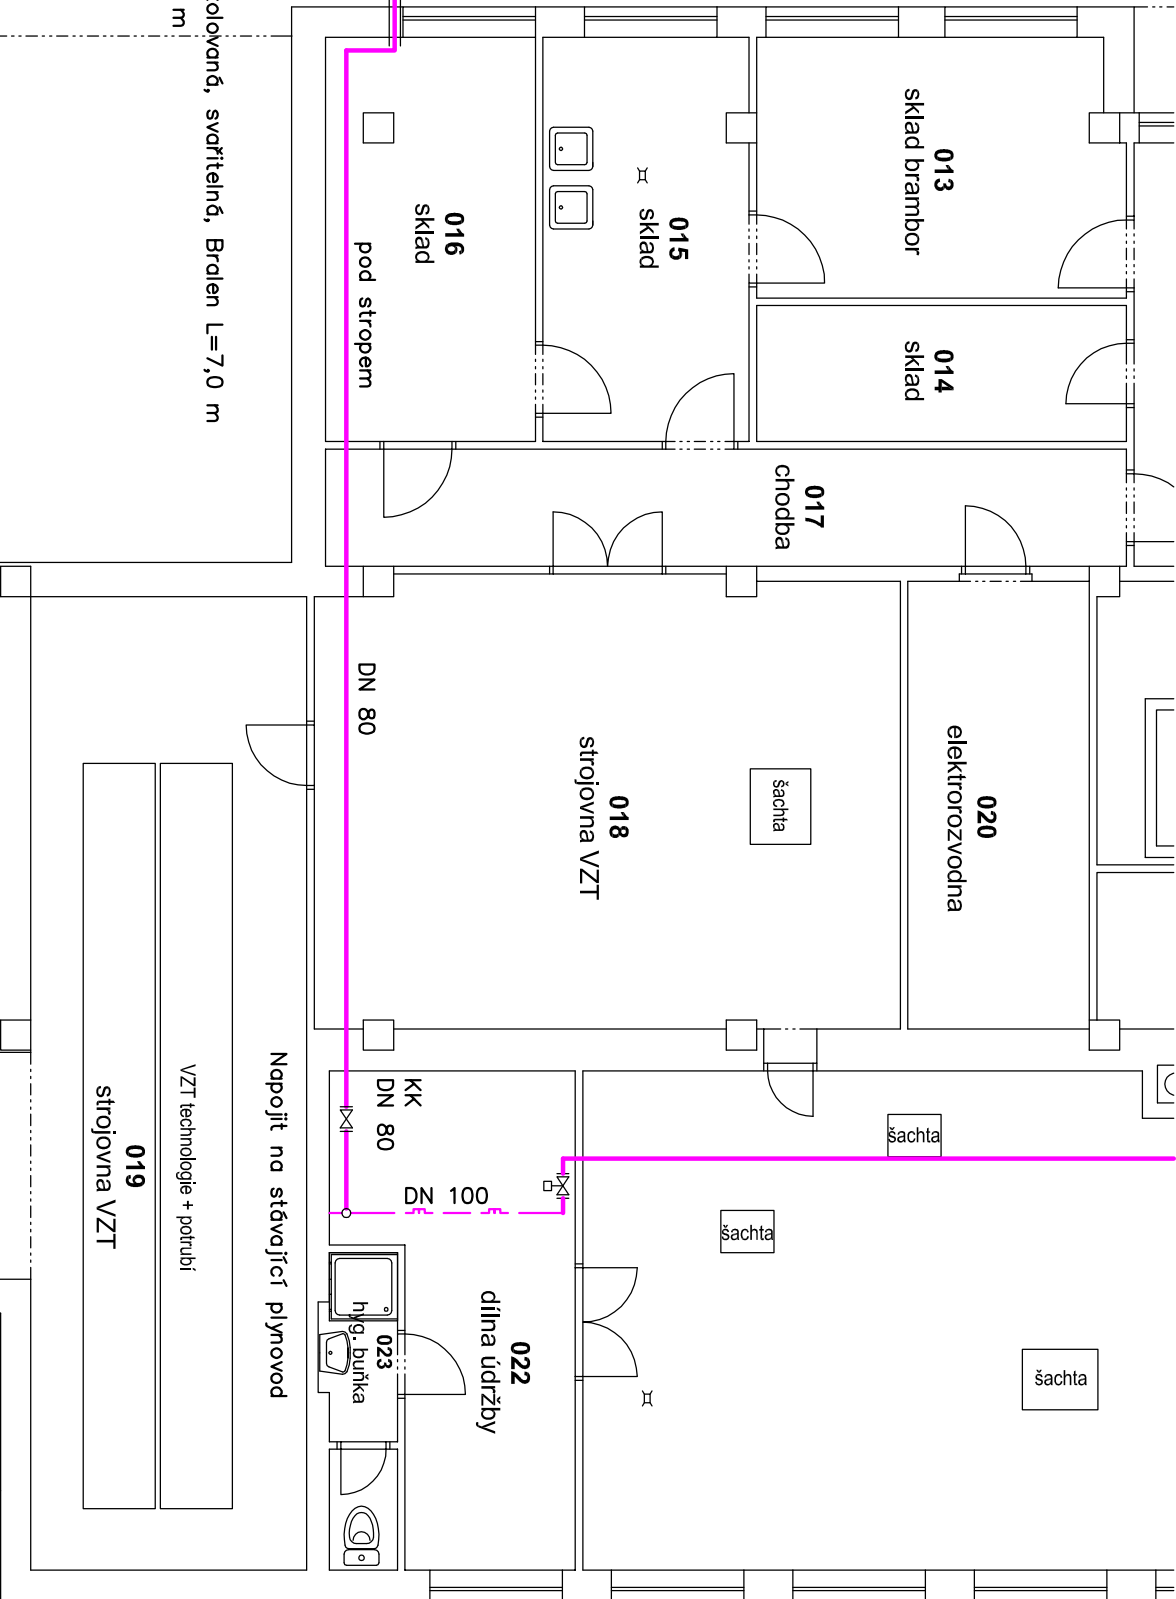 svařitelná, Bralen L=7,0 m
m
016
sklad
pod stropem
015
sklad
013
sklad brambor
014
sklad
017
chodba
DN 80
018
strojovna VZT
šachta
020
elektrorozvodna
KK
DN 80
DN 100
šachta
šachta
šachta
Napojit na stávající plynovod
VZT technologie + potrubí
019
strojovna VZT
022
dílna údržby
023
hyg. buňka